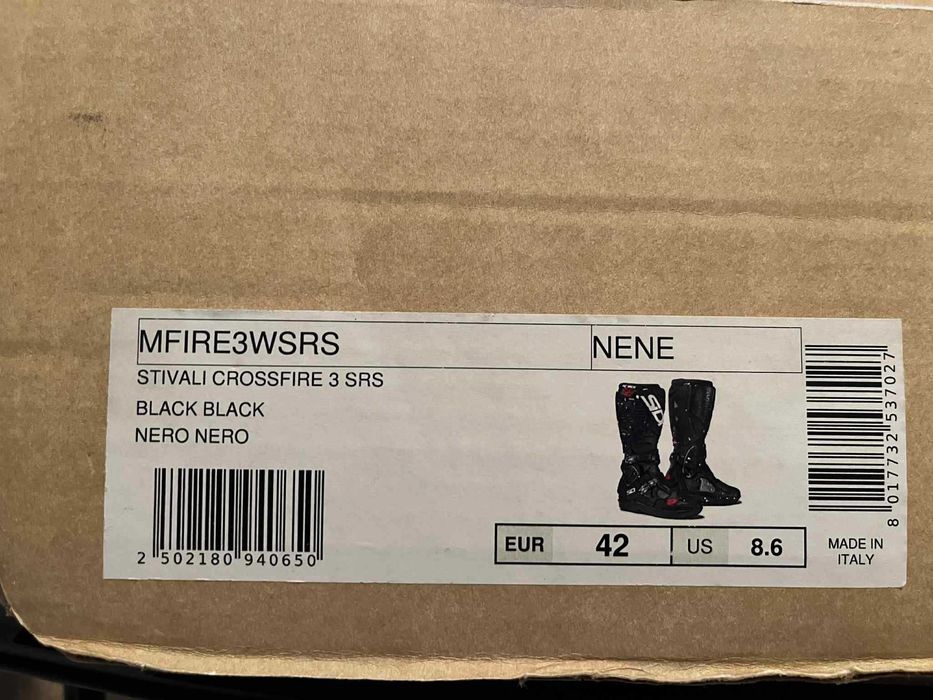 MFIRE3WSRS NENE
STIVALI CROSSFIRE 3 SRS
BLACK BLACK
NERO NERO
SIDI
2 502180 940650
EUR 42 US 8.6
MADE IN
ITALY
8 017732 537027